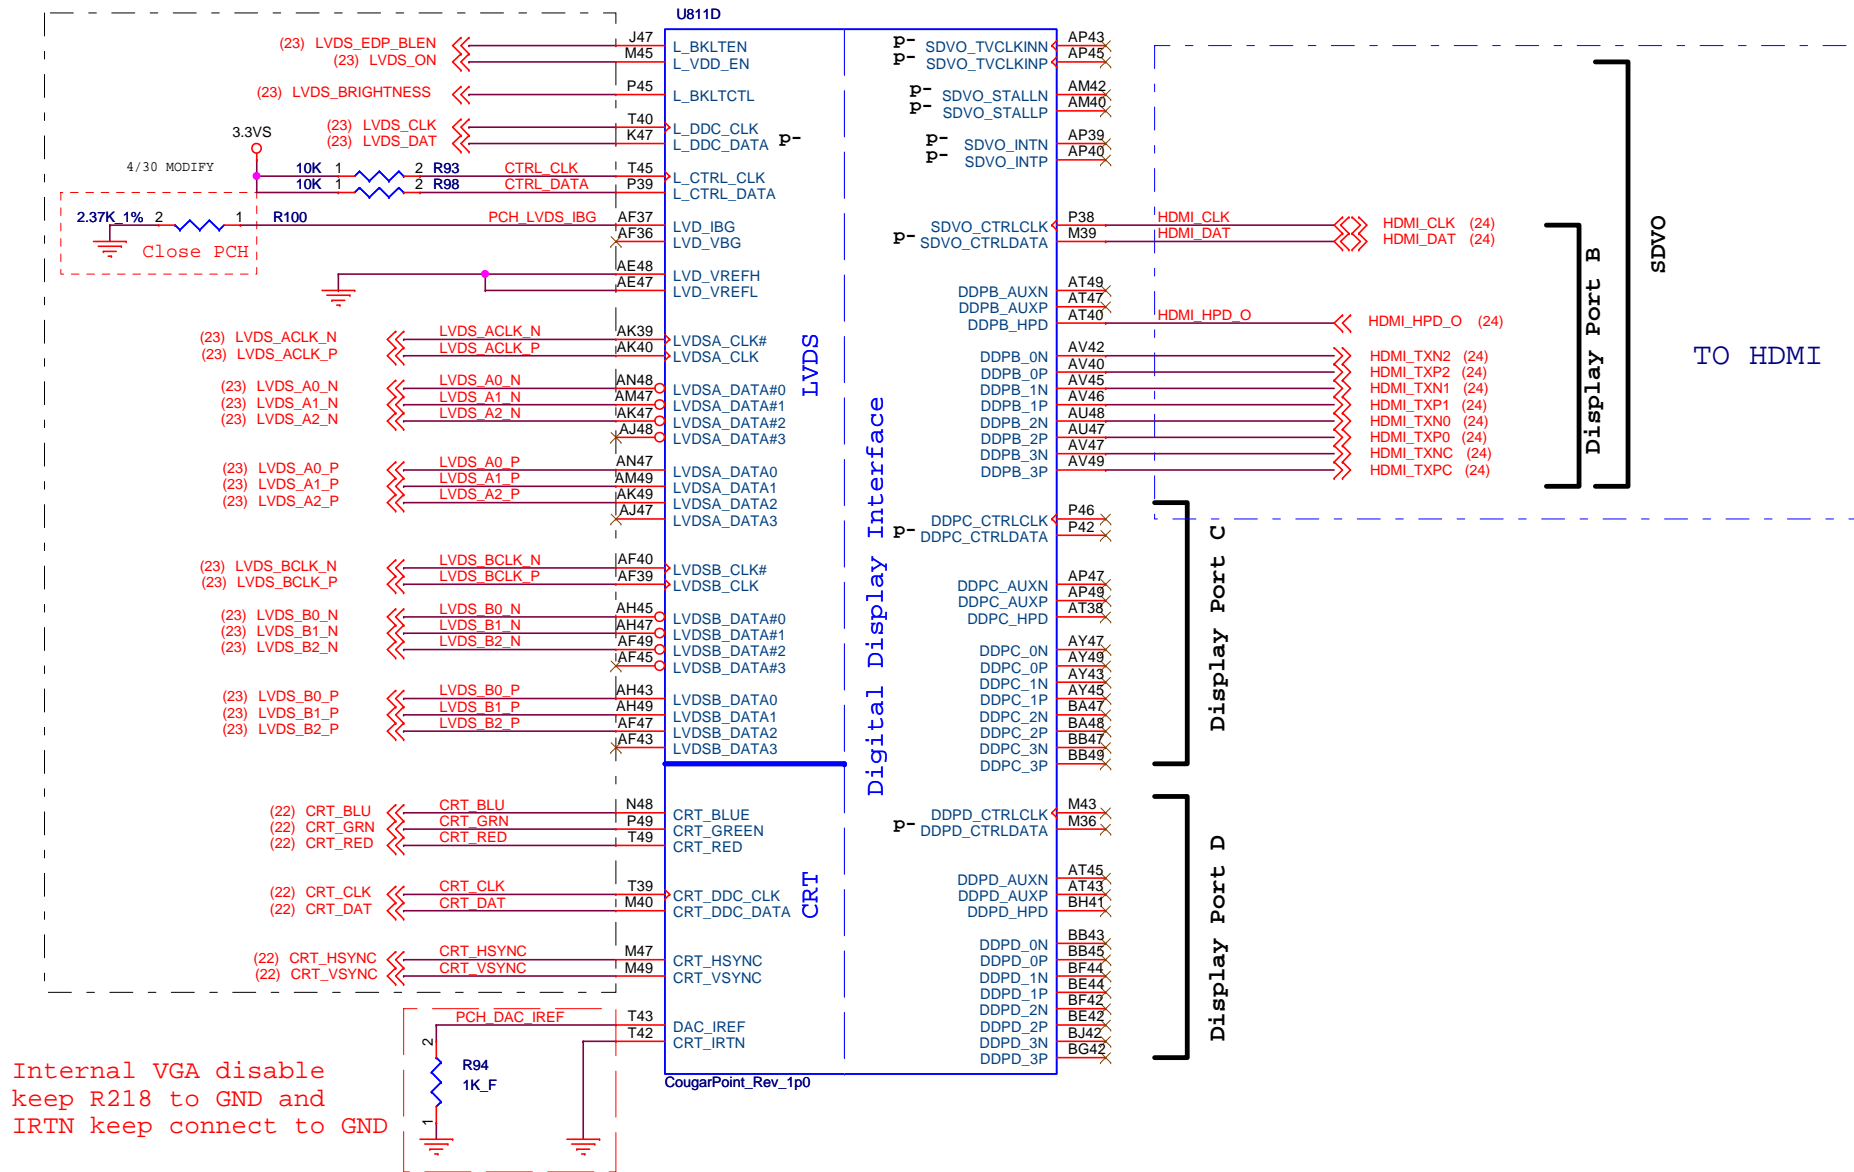 U811D
(23) LVDS_EDP_BLEN J47 L_BKLTEN
(23) LVDS_ON M45 L_VDD_EN
(23) LVDS_BRIGHTNESS P45 L_BKLTCTL
(23) LVDS_CLK T40 L_DDC_CLK
(23) LVDS_DAT K47 L_DDC_DATA p-
3.3VS
4/30 MODIFY
10K 1 2 R93 CTRL_CLK T45 L_CTRL_CLK
10K 1 2 R98 CTRL_DATA P39 L_CTRL_DATA
2.37K_1% 2 1 R100 PCH_LVDS_IBG AF37 LVD_IBG
AF36 LVD_VBG
Close PCH
AE48 LVD_VREFH
AE47 LVD_VREFL
(23) LVDS_ACLK_N LVDS_ACLK_N AK39 LVDSA_CLK#
(23) LVDS_ACLK_P LVDS_ACLK_P AK40 LVDSA_CLK
(23) LVDS_A0_N LVDS_A0_N AN48 LVDSA_DATA#0
(23) LVDS_A1_N LVDS_A1_N AM47 LVDSA_DATA#1
(23) LVDS_A2_N LVDS_A2_N AK47 LVDSA_DATA#2
AJ48 LVDSA_DATA#3
(23) LVDS_A0_P LVDS_A0_P AN47 LVDSA_DATA0
(23) LVDS_A1_P LVDS_A1_P AM49 LVDSA_DATA1
(23) LVDS_A2_P LVDS_A2_P AK49 LVDSA_DATA2
AJ47 LVDSA_DATA3
(23) LVDS_BCLK_N LVDS_BCLK_N AF40 LVDSB_CLK#
(23) LVDS_BCLK_P LVDS_BCLK_P AF39 LVDSB_CLK
(23) LVDS_B0_N LVDS_B0_N AH45 LVDSB_DATA#0
(23) LVDS_B1_N LVDS_B1_N AH47 LVDSB_DATA#1
(23) LVDS_B2_N LVDS_B2_N AF49 LVDSB_DATA#2
AF45 LVDSB_DATA#3
(23) LVDS_B0_P LVDS_B0_P AH43 LVDSB_DATA0
(23) LVDS_B1_P LVDS_B1_P AH49 LVDSB_DATA1
(23) LVDS_B2_P LVDS_B2_P AF47 LVDSB_DATA2
AF43 LVDSB_DATA3
LVDS
(22) CRT_BLU CRT_BLU N48 CRT_BLUE
(22) CRT_GRN CRT_GRN P49 CRT_GREEN
(22) CRT_RED CRT_RED T49 CRT_RED
(22) CRT_CLK CRT_CLK T39 CRT_DDC_CLK
(22) CRT_DAT CRT_DAT M40 CRT_DDC_DATA
(22) CRT_HSYNC CRT_HSYNC M47 CRT_HSYNC
(22) CRT_VSYNC CRT_VSYNC M49 CRT_VSYNC
CRT
PCH_DAC_IREF T43 DAC_IREF
T42 CRT_IRTN
2 R94
1K_F
1
Internal VGA disable
keep R218 to GND and
IRTN keep connect to GND
CougarPoint_Rev_1p0
Digital Display Interface
p- SDVO_TVCLKINN AP43
p- SDVO_TVCLKINP AP45
p- SDVO_STALLN AM42
p- SDVO_STALLP AM40
p- SDVO_INTN AP39
p- SDVO_INTP AP40
SDVO_CTRLCLK P38 HDMI_CLK HDMI_CLK (24)
p- SDVO_CTRLDATA M39 HDMI_DAT HDMI_DAT (24)
DDPB_AUXN AT49
DDPB_AUXP AT47
DDPB_HPD AT40 HDMI_HPD_O HDMI_HPD_O (24)
DDPB_0N AV42 HDMI_TXN2 (24)
DDPB_0P AV40 HDMI_TXP2 (24)
DDPB_1N AV45 HDMI_TXN1 (24)
DDPB_1P AV46 HDMI_TXP1 (24)
DDPB_2N AU48 HDMI_TXN0 (24)
DDPB_2P AU47 HDMI_TXP0 (24)
DDPB_3N AV47 HDMI_TXNC (24)
DDPB_3P AV49 HDMI_TXPC (24)
Display Port B
SDVO
TO HDMI
DDPC_CTRLCLK P46
p- DDPC_CTRLDATA P42
DDPC_AUXN AP47
DDPC_AUXP AP49
DDPC_HPD AT38
DDPC_0N AY47
DDPC_0P AY49
DDPC_1N AY43
DDPC_1P AY45
DDPC_2N BA47
DDPC_2P BA48
DDPC_3N BB47
DDPC_3P BB49
Display Port C
DDPD_CTRLCLK M43
p- DDPD_CTRLDATA M36
DDPD_AUXN AT45
DDPD_AUXP AT43
DDPD_HPD BH41
DDPD_0N BB43
DDPD_0P BB45
DDPD_1N BF44
DDPD_1P BE44
DDPD_2N BF42
DDPD_2P BE42
DDPD_3N BJ42
DDPD_3P BG42
Display Port D